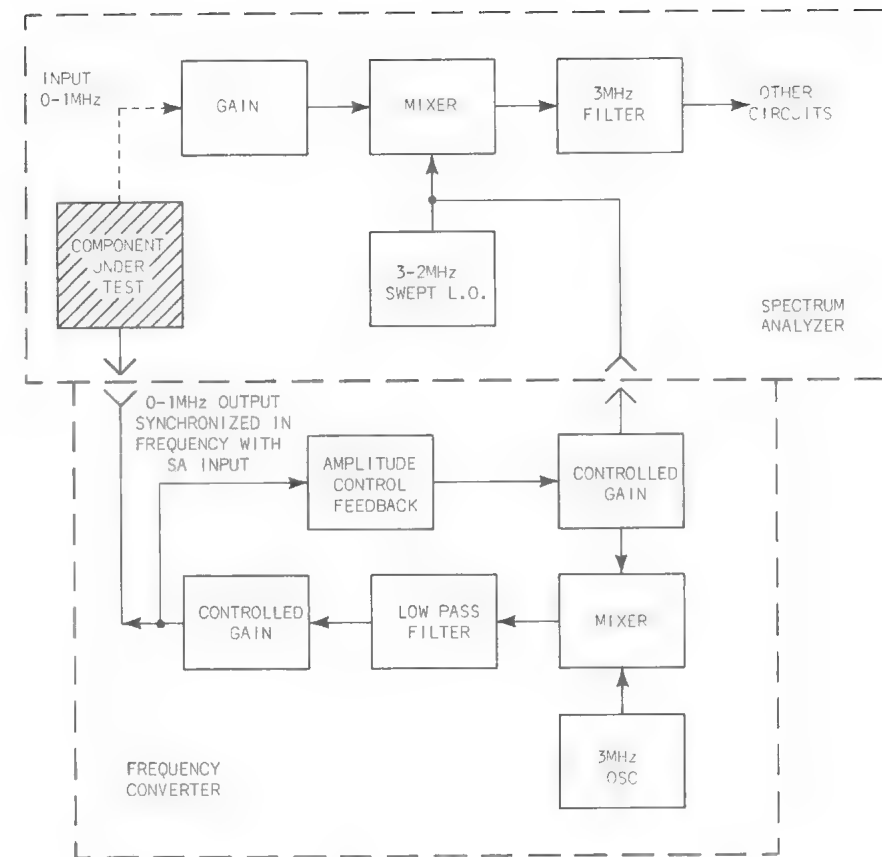 INPUT
0-1MHz
GAIN
MIXER
3MHz
FILTER
OTHER
CIRCUITS
COMPONENT
UNDER
TEST
3-2MHz
SWEPT L.O.
SPECTRUM
ANALYZER
0-1MHz OUTPUT
SYNCHRONIZED IN
FREQUENCY WITH
SA INPUT
AMPLITUDE
CONTROL
FEEDBACK
CONTROLLED
GAIN
CONTROLLED
GAIN
LOW PASS
FILTER
MIXER
3MHz
OSC
FREQUENCY
CONVERTER